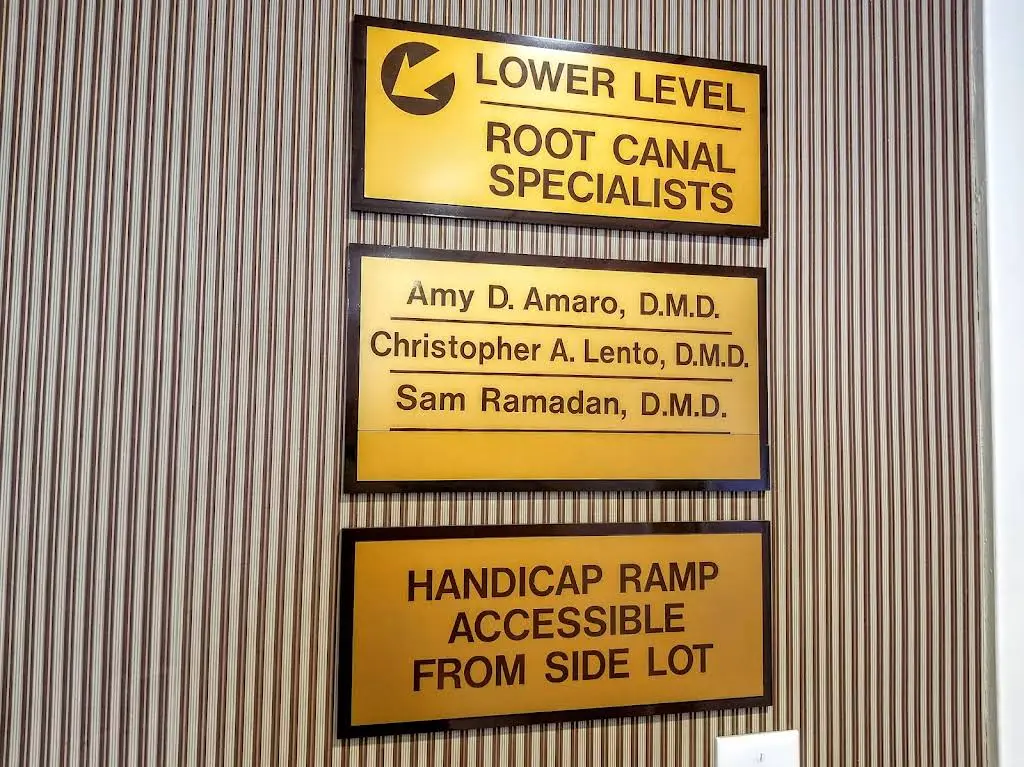 LOWER LEVEL
ROOT CANAL
SPECIALISTS
Amy D. Amaro, D.M.D.
Christopher A. Lento, D.M.D.
Sam Ramadan, D.M.D.
HANDICAP RAMP
ACCESSIBLE
FROM SIDE LOT